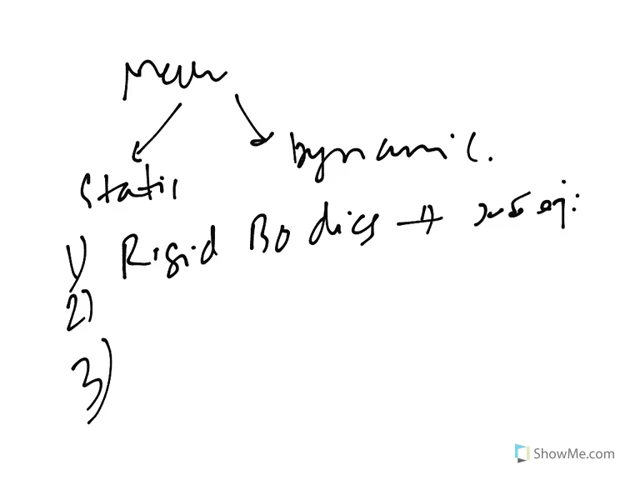 Mech
Static
Dynamic.
1) Rigid Bodies →
2)
3)
ShowMe.com